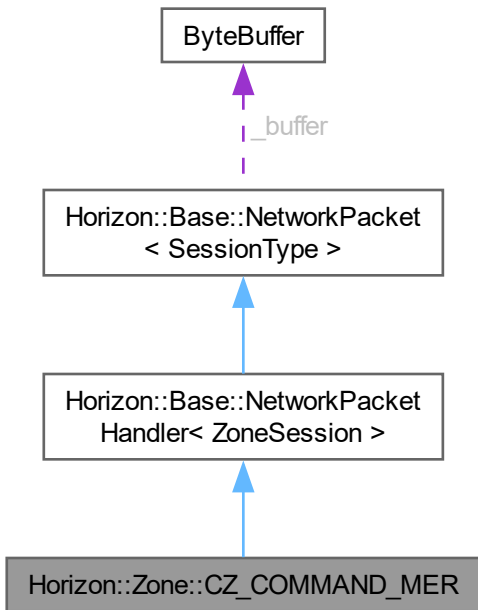 ByteBuffer
_buffer
Horizon::Base::NetworkPacket
< SessionType >
Horizon::Base::NetworkPacket
Handler< ZoneSession >
Horizon::Zone::CZ_COMMAND_MER